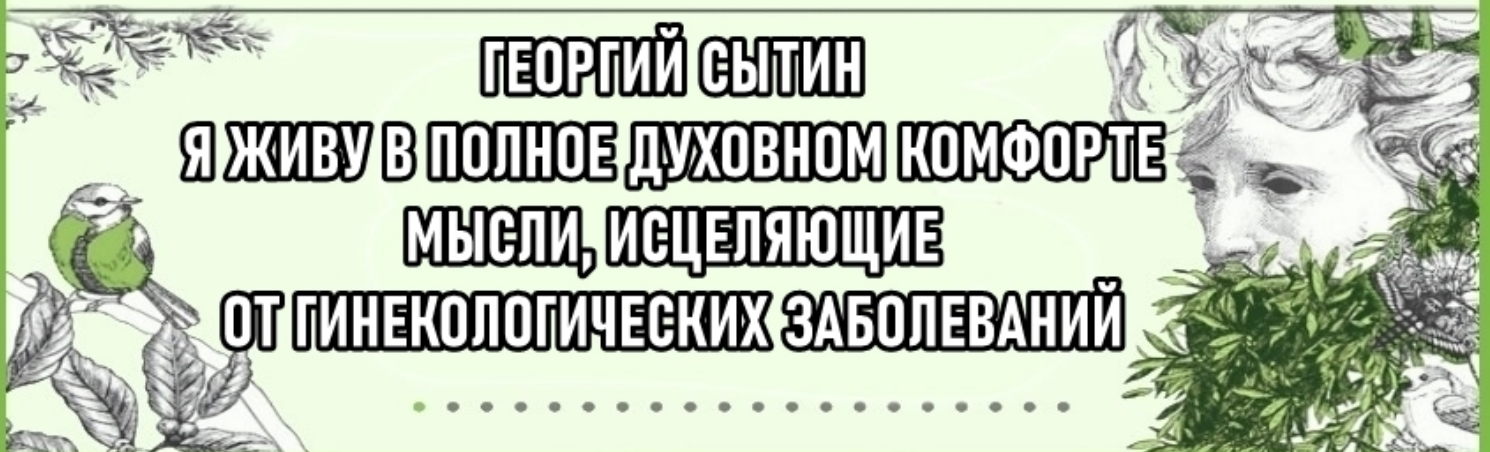 ГЕОРГИЙ СЫТИН
Я ЖИВУ В ПОЛНОЕ ДУХОВНОМ КОМФОРТЕ
МЫСЛИ, ИСЦЕЛЯЮЩИЕ
ОТ ГИНЕКОЛОГИЧЕСКИХ ЗАБОЛЕВАНИЙ